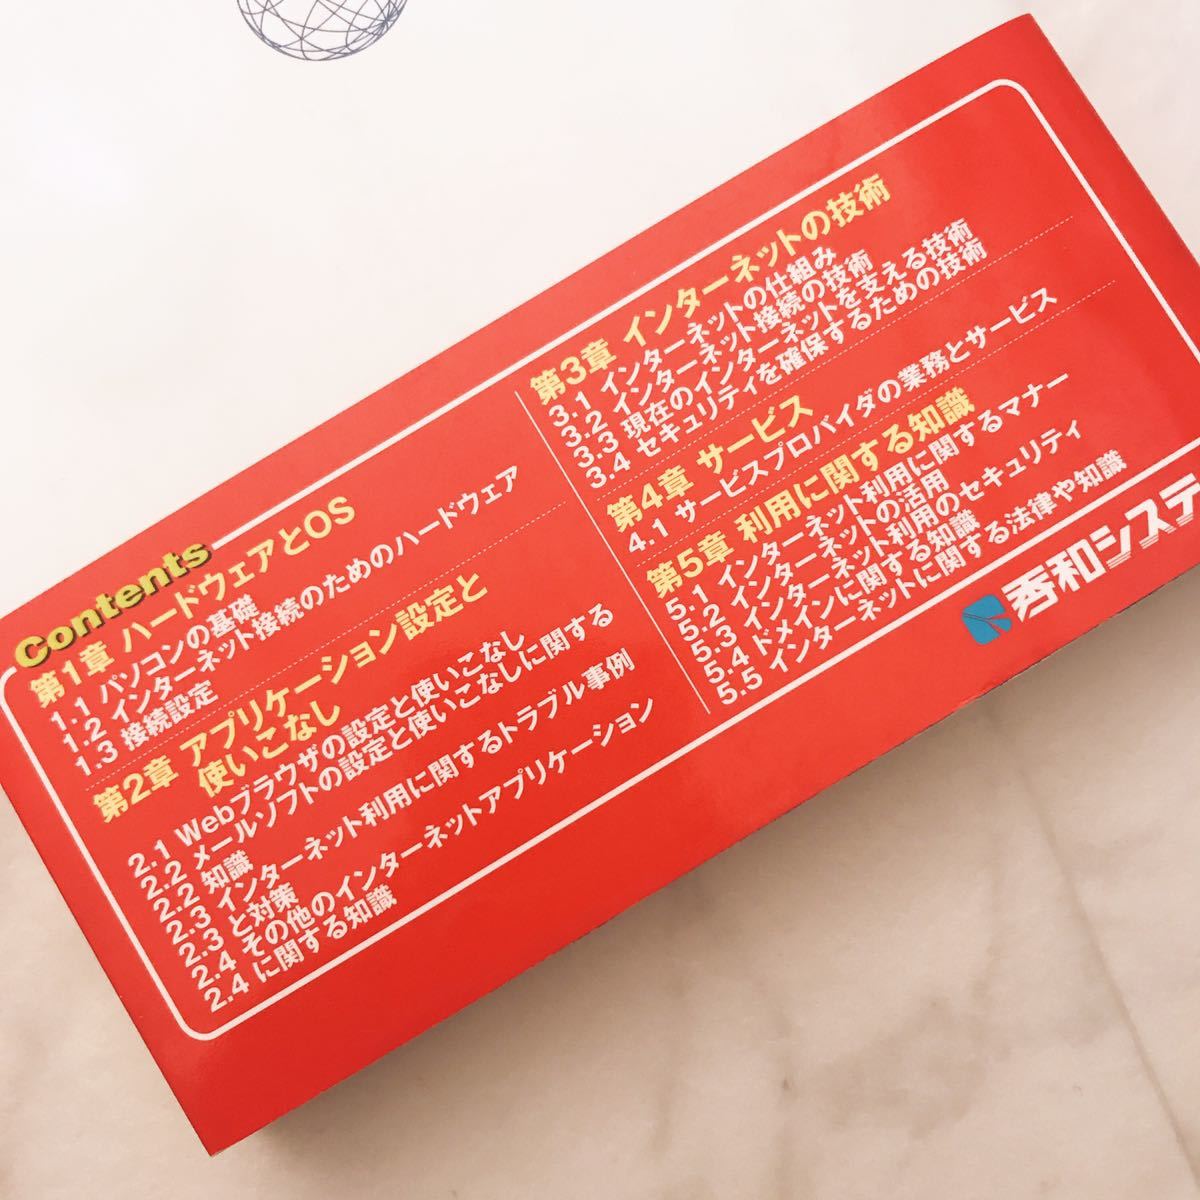 Contents
第1章 ハードウェアとOS
1.1 パソコンの基礎
1.2 インターネット接続のためのハードウェア
1.3 接続設定
第2章 アプリケーション設定と
使いこなし
2.1 Webブラウザの設定と使いこなし
2.2 メールソフトの設定と使いこなしに関する
2.2 知識
2.3 インターネット利用に関するトラブル事例
2.3 と対策
2.4 その他のインターネットアプリケーション
2.4 に関する知識
第3章 インターネットの技術
3.1 インターネットの仕組み
3.2 インターネット接続の技術
3.3 現在のインターネットを支える技術
3.4 セキュリティを確保するための技術
第4章 サービス
4.1 サービスプロバイダの業務とサービス
第5章 利用に関する知識
5.1 インターネット利用に関するマナー
5.2 インターネットの活用
5.3 インターネット利用のセキュリティ
5.4 ドメインに関する知識
5.5 インターネットに関する法律や知識
秀和システ